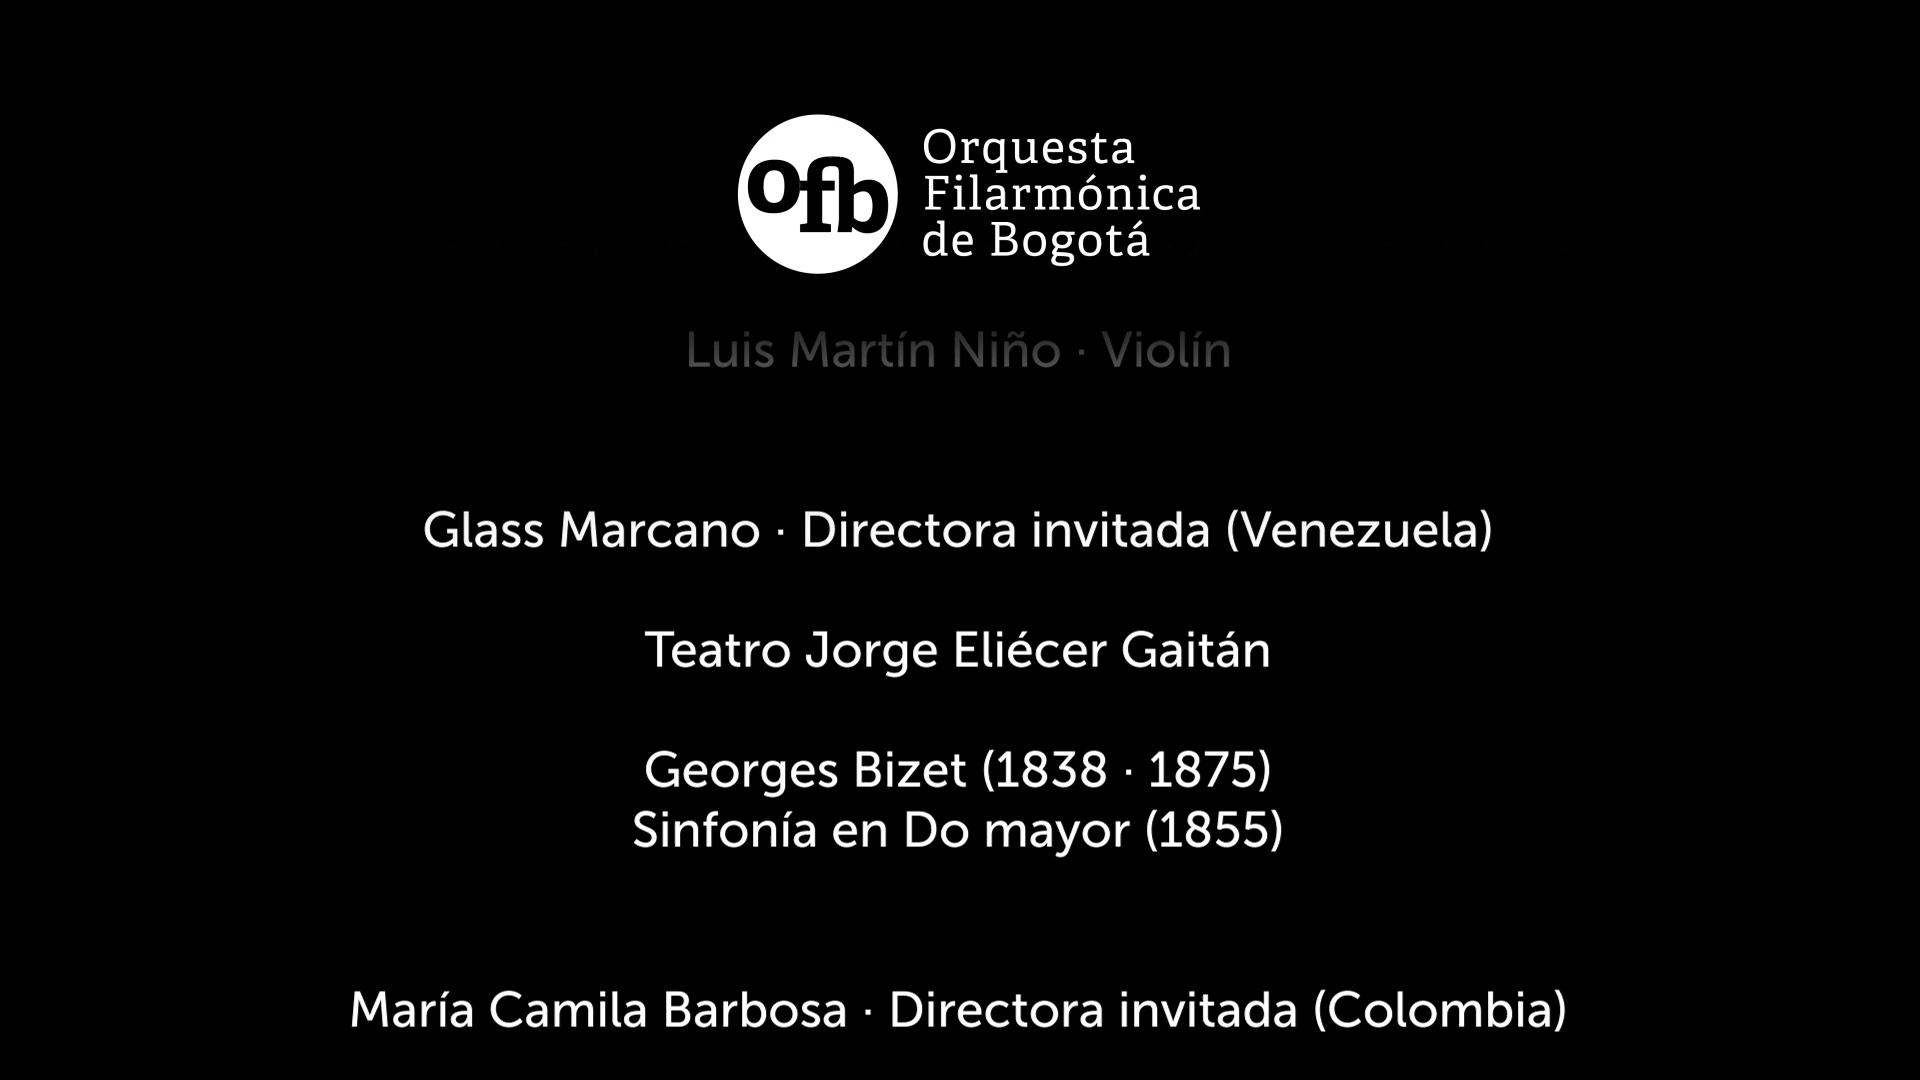 ofb
Orquesta
Filarmónica
de Bogotá
Luis Martín Niño · Violín
Glass Marcano · Directora invitada (Venezuela)
Teatro Jorge Eliécer Gaitán
Georges Bizet (1838 · 1875)
Sinfonía en Do mayor (1855)
María Camila Barbosa · Directora invitada (Colombia)